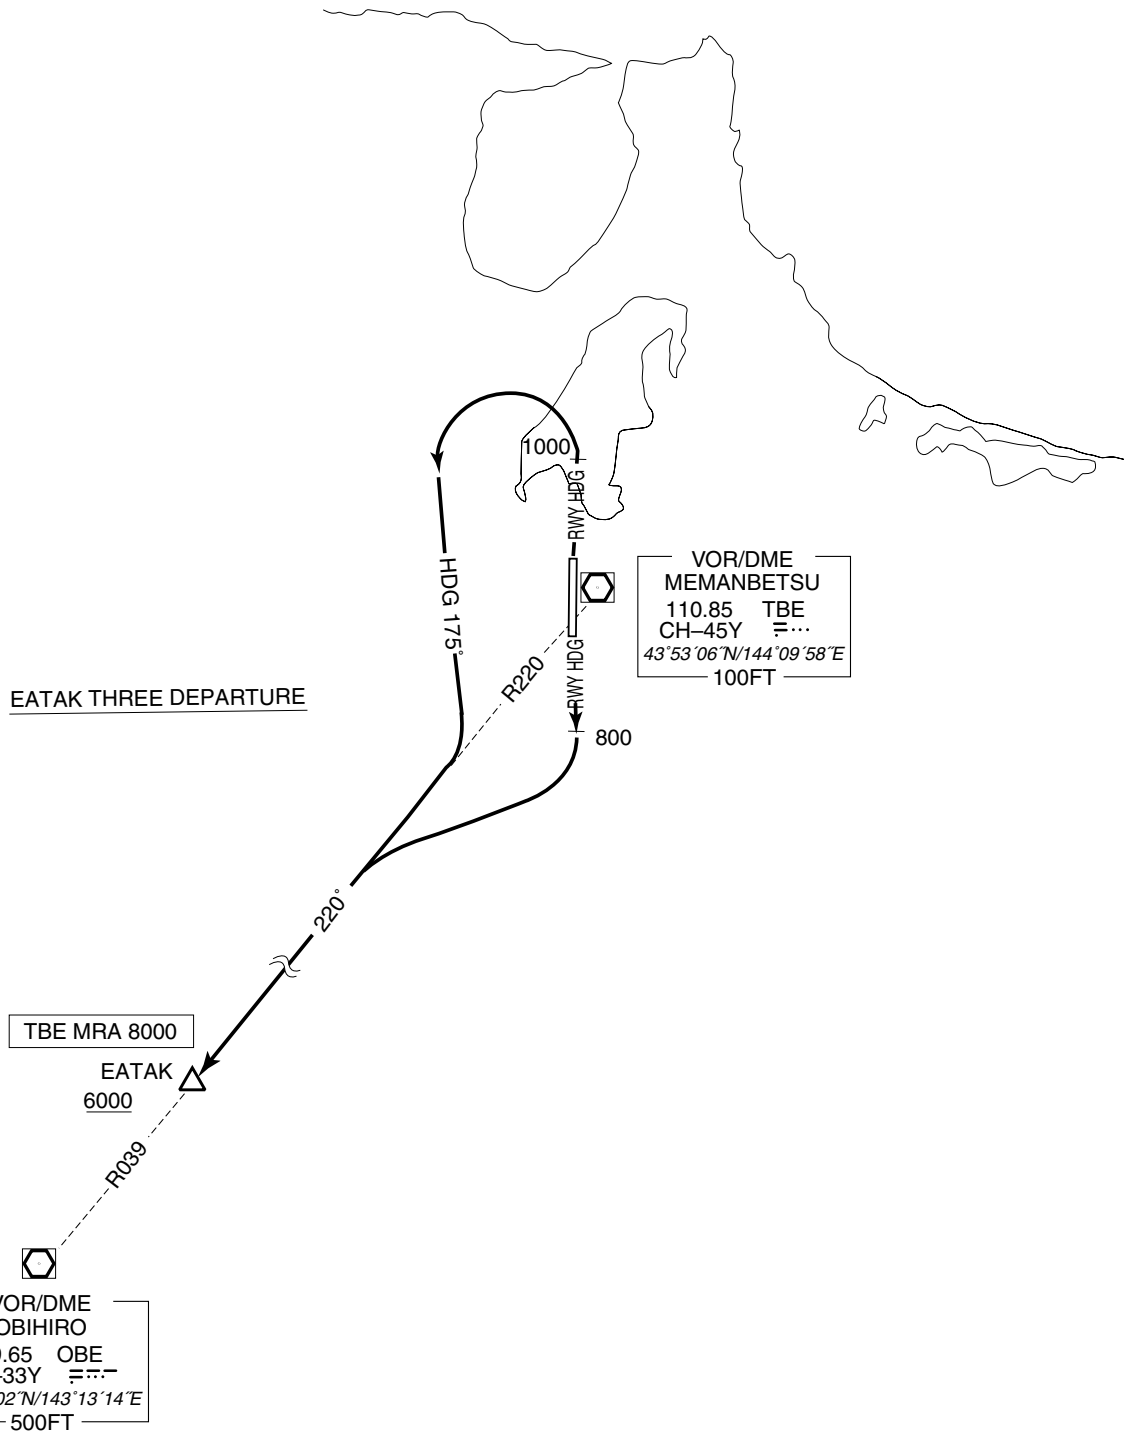 1000
RWY HDG
VOR/DME
MEMANBETSU
110.85 TBE
CH–45Y
43°53´06˝N/144°09´58˝E
100FT
HDG 175°
R220
RWY HDG
EATAK THREE DEPARTURE
800
220°
TBE MRA 8000
EATAK
6000
R039
VOR/DME
OBIHIRO
.65 OBE
-33Y
02˝N/143°13´14˝E
500FT